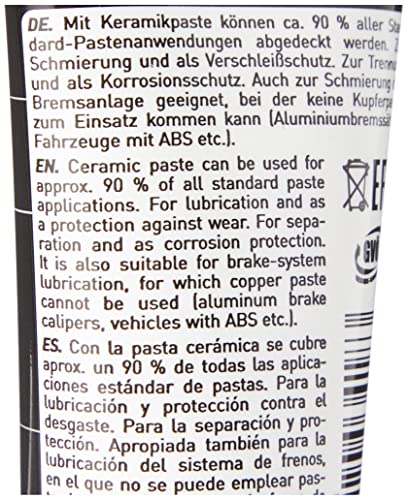 DE. Mit Keramikpaste können ca. 90 % aller
dard-Pastenanwendungen abgedeckt werden.
Schmierung und als Verschleißschutz. Zur
und als Korrosionsschutz. Auch zur Schmierung
Bremsanlage geeignet, bei der keine
zum Einsatz kommen kann
Fahrzeuge mit ABS etc.).
EN. Ceramic paste can be used for
approx. 90 % of all standard paste
applications. For lubrication and as
a protection against wear. For sepa-
ration and as corrosion protection.
It is also suitable for brake-system
lubrication, for which copper paste
cannot be used (aluminum brake
calipers, vehicles with ABS etc.).
ES. Con la pasta cerámica se cubre
aprox. un 90 % de todas las aplica-
ciones estándar de pastas. Para la
lubricación y protección contra el
desgaste. Para la separación y pro-
tección. Apropiada también para la
lubricación del sistema de frenos,
en el que no se puede emplear pas-